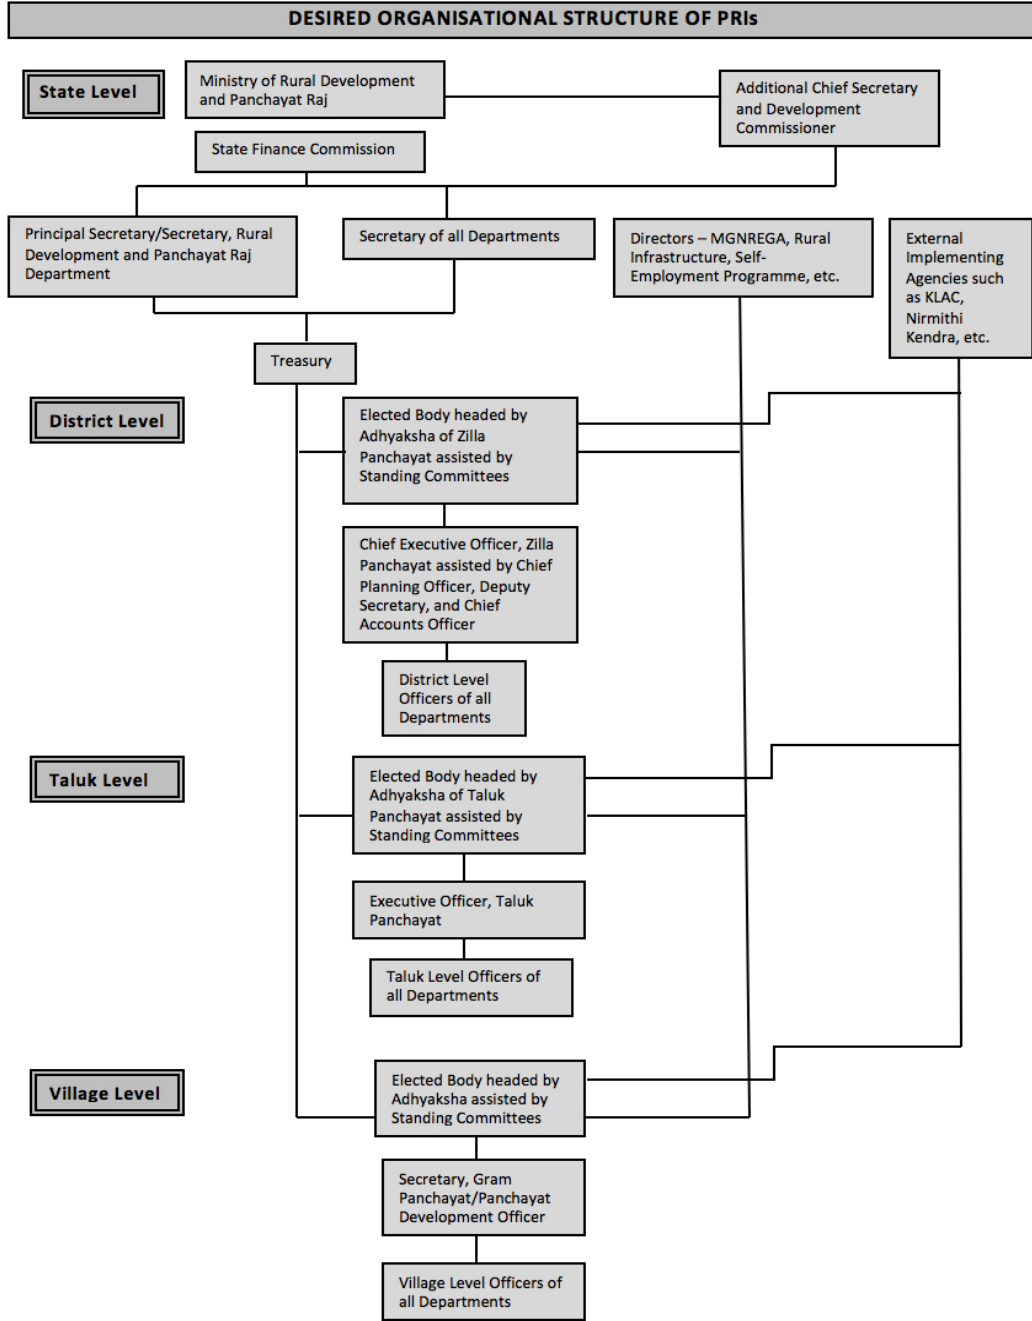 DESIRED ORGANISATIONAL STRUCTURE OF PRIs
State Level
Ministry of Rural Development
and Panchayat Raj
Additional Chief Secretary
and Development
Commissioner
State Finance Commission
Principal Secretary/Secretary, Rural
Development and Panchayat Raj
Department
Secretary of all Departments
Directors – MGNREGA, Rural
Infrastructure, Self-
Employment Programme, etc.
External
Implementing
Agencies such
as KLAC,
Nirmithi
Kendra, etc.
Treasury
District Level
Elected Body headed by
Adhyaksha of Zilla
Panchayat assisted by
Standing Committees
Chief Executive Officer, Zilla
Panchayat assisted by Chief
Planning Officer, Deputy
Secretary, and Chief
Accounts Officer
District Level
Officers of all
Departments
Taluk Level
Elected Body headed by
Adhyaksha of Taluk
Panchayat assisted by
Standing Committees
Executive Officer, Taluk
Panchayat
Taluk Level Officers of
all Departments
Village Level
Elected Body headed by
Adhyaksha assisted by
Standing Committees
Secretary, Gram
Panchayat/Panchayat
Development Officer
Village Level Officers of
all Departments